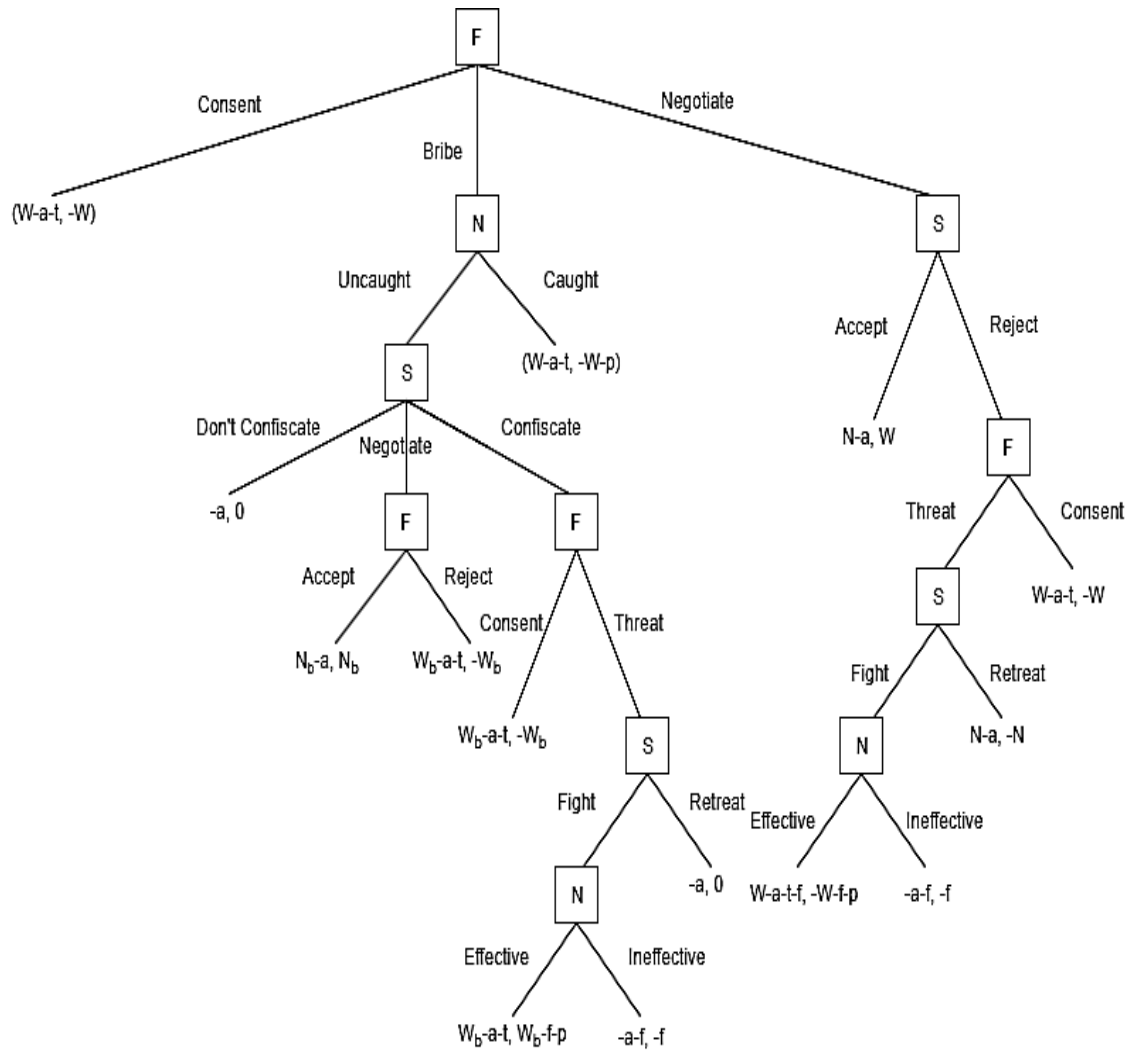 F
Consent
Negotiate
Bribe
(W-a-t, -W)
N
S
Uncaught
Caught
Accept
Reject
S
(W-a-t, -W-p)
Don't Confiscate
Negotiate
Confiscate
N-a, W
F
-a, 0
F
F
Threat
Consent
Accept
Reject
Consent
Threat
S
W-a-t, -W
N_b-a, N_b
W_b-a-t, -W_b
Fight
Retreat
W_b-a-t, -W_b
S
N
N-a, -N
Fight
Retreat
Effective
Ineffective
N
-a, 0
W-a-t-f, -W-f-p
-a-f, -f
Effective
Ineffective
W_b-a-t, W_b-f-p
-a-f, -f